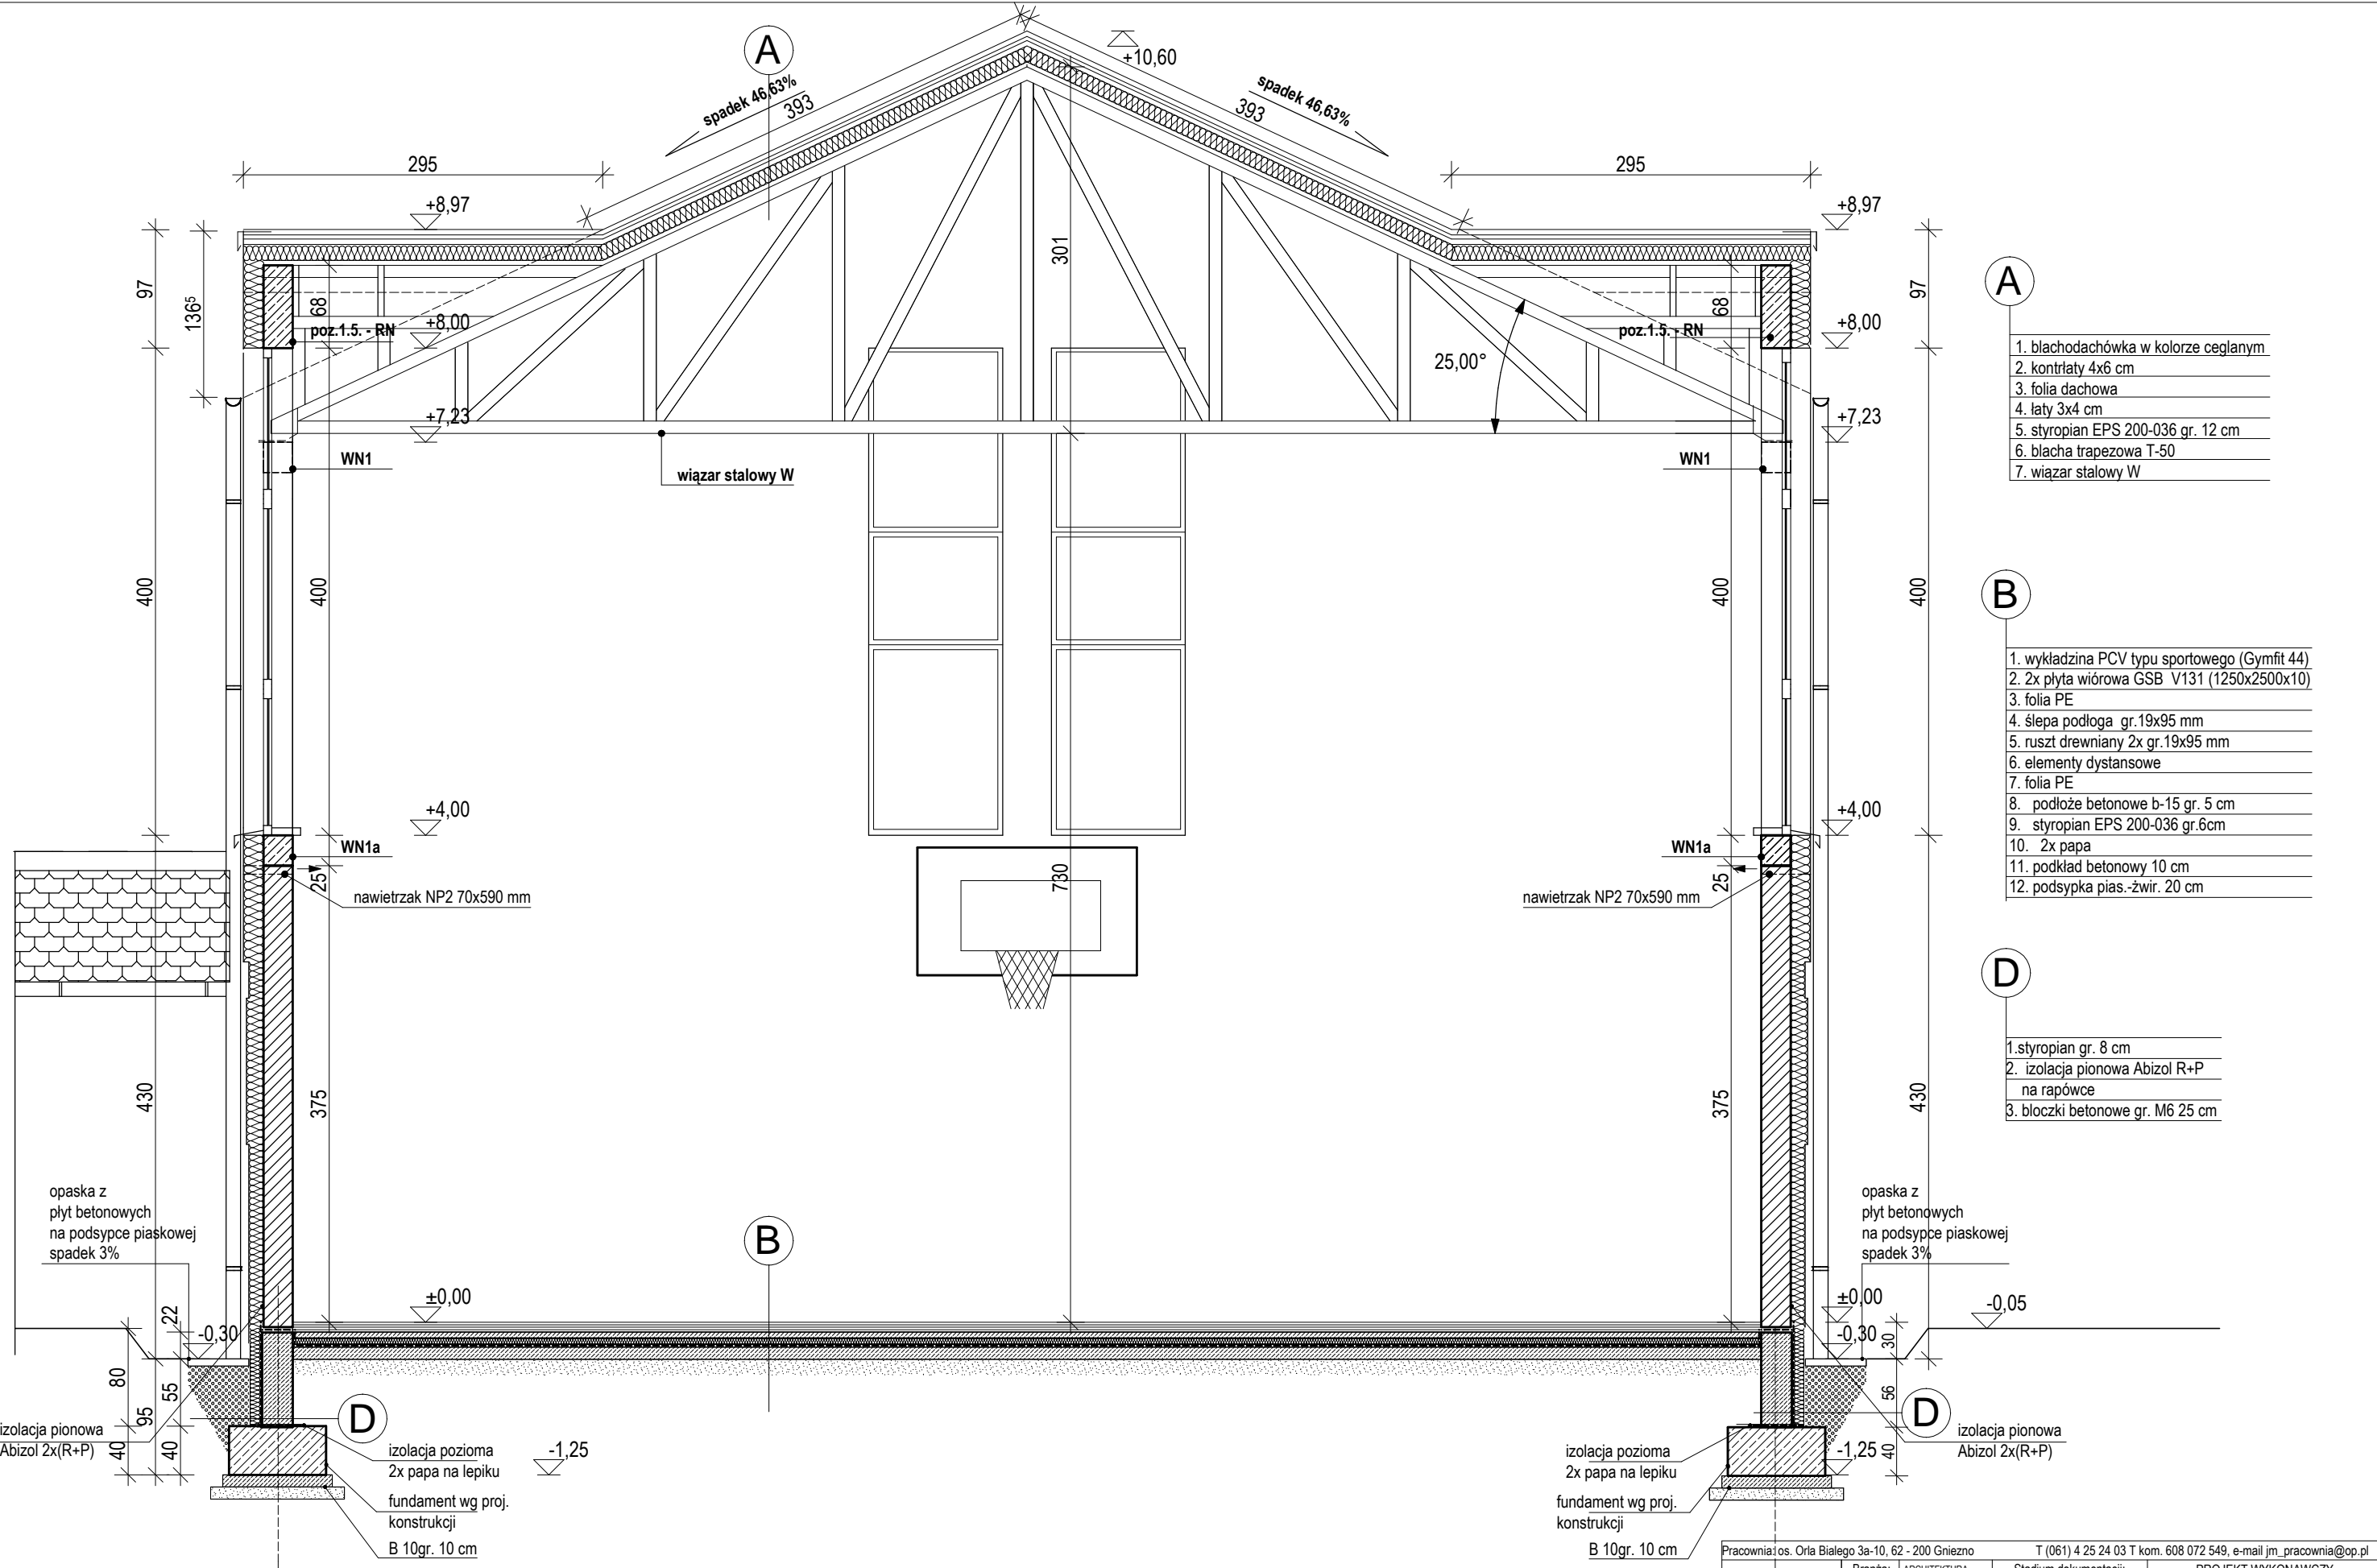 A
+10,60
spadek 46,63%
393
spadek 46,63%
393
295
295
+8,97
+8,97
97
136⁵
68
poz.1.5. - RN
+8,00
301
25,00°
68
poz.1.5. - RN
+8,00
97
+7,23
+7,23
WN1
wiązar stalowy W
WN1
400
400
400
400
+4,00
+4,00
WN1a
WN1a
25
25
nawietrzak NP2 70x590 mm
nawietrzak NP2 70x590 mm
730
430
375
375
430
opaska z
płyt betonowych
na podsypce piaskowej
spadek 3%
opaska z
płyt betonowych
na podsypce piaskowej
spadek 3%
B
±0,00
±0,00
-0,05
-0,30
-0,30
22
80
95
55
40
40
30
56
40
D
D
izolacja pionowa
Abizol 2x(R+P)
izolacja pozioma
2x papa na lepiku
-1,25
fundament wg proj.
konstrukcji
B 10gr. 10 cm
izolacja pozioma
2x papa na lepiku
-1,25
fundament wg proj.
konstrukcji
B 10gr. 10 cm
izolacja pionowa
Abizol 2x(R+P)
A
1. blachodachówka w kolorze ceglanym
2. kontrłaty 4x6 cm
3. folia dachowa
4. łaty 3x4 cm
5. styropian EPS 200-036 gr. 12 cm
6. blacha trapezowa T-50
7. wiązar stalowy W
B
1. wykładzina PCV typu sportowego (Gymfit 44)
2. 2x płyta wiórowa GSB V131 (1250x2500x10)
3. folia PE
4. ślepa podłoga gr.19x95 mm
5. ruszt drewniany 2x gr.19x95 mm
6. elementy dystansowe
7. folia PE
8. podłoże betonowe b-15 gr. 5 cm
9. styropian EPS 200-036 gr.6cm
10. 2x papa
11. podkład betonowy 10 cm
12. podsypka pias.-żwir. 20 cm
D
1.styropian gr. 8 cm
2. izolacja pionowa Abizol R+P
na rapówce
3. bloczki betonowe gr. M6 25 cm
Pracownia: os. Orla Bialego 3a-10, 62 - 200 Gniezno T (061) 4 25 24 03 T kom. 608 072 549, e-mail jm_pracownia@op.pl
Branża: ARCHITEKTURA Stadium dokumentacji: PROJEKT WYKONAWCZY